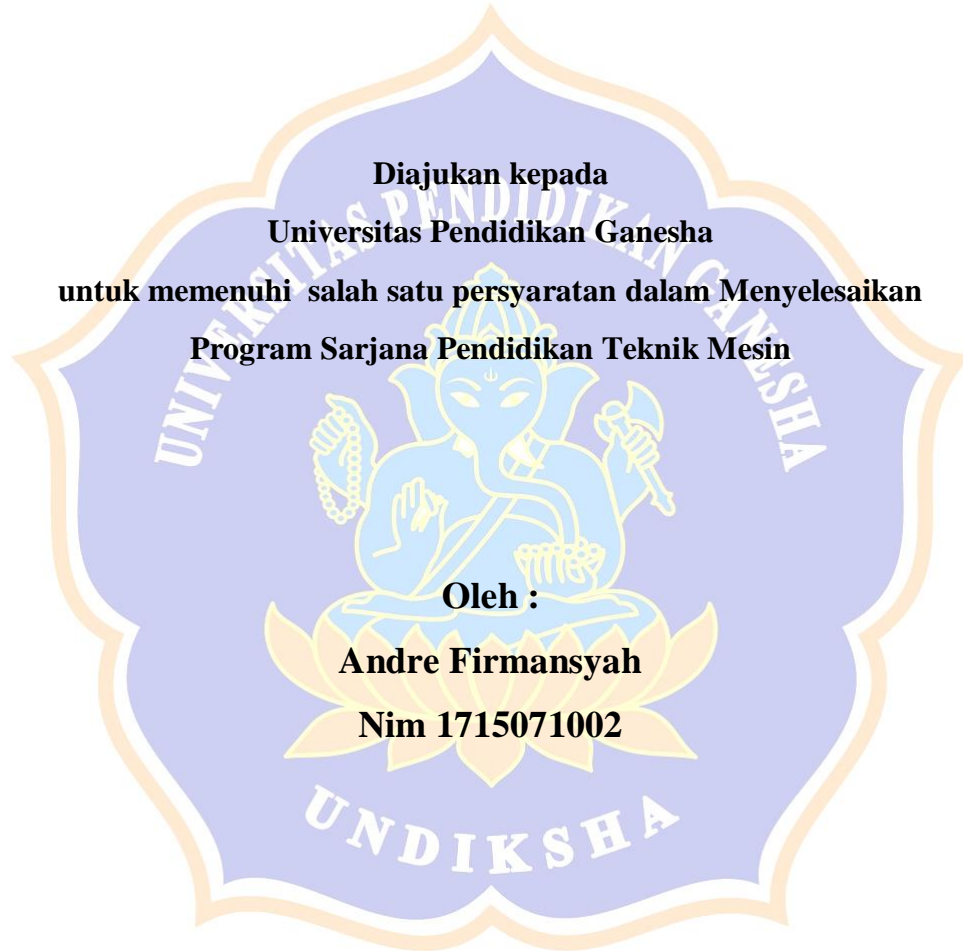 Diajukan kepada
Universitas Pendidikan Ganesha
untuk memenuhi salah satu persyaratan dalam Menyelesaikan
Program Sarjana Pendidikan Teknik Mesin
UNIVERSITAS PENDIDIKAN GANESHA
Oleh :
Andre Firmansyah
Nim 1715071002
UNDIKSHA